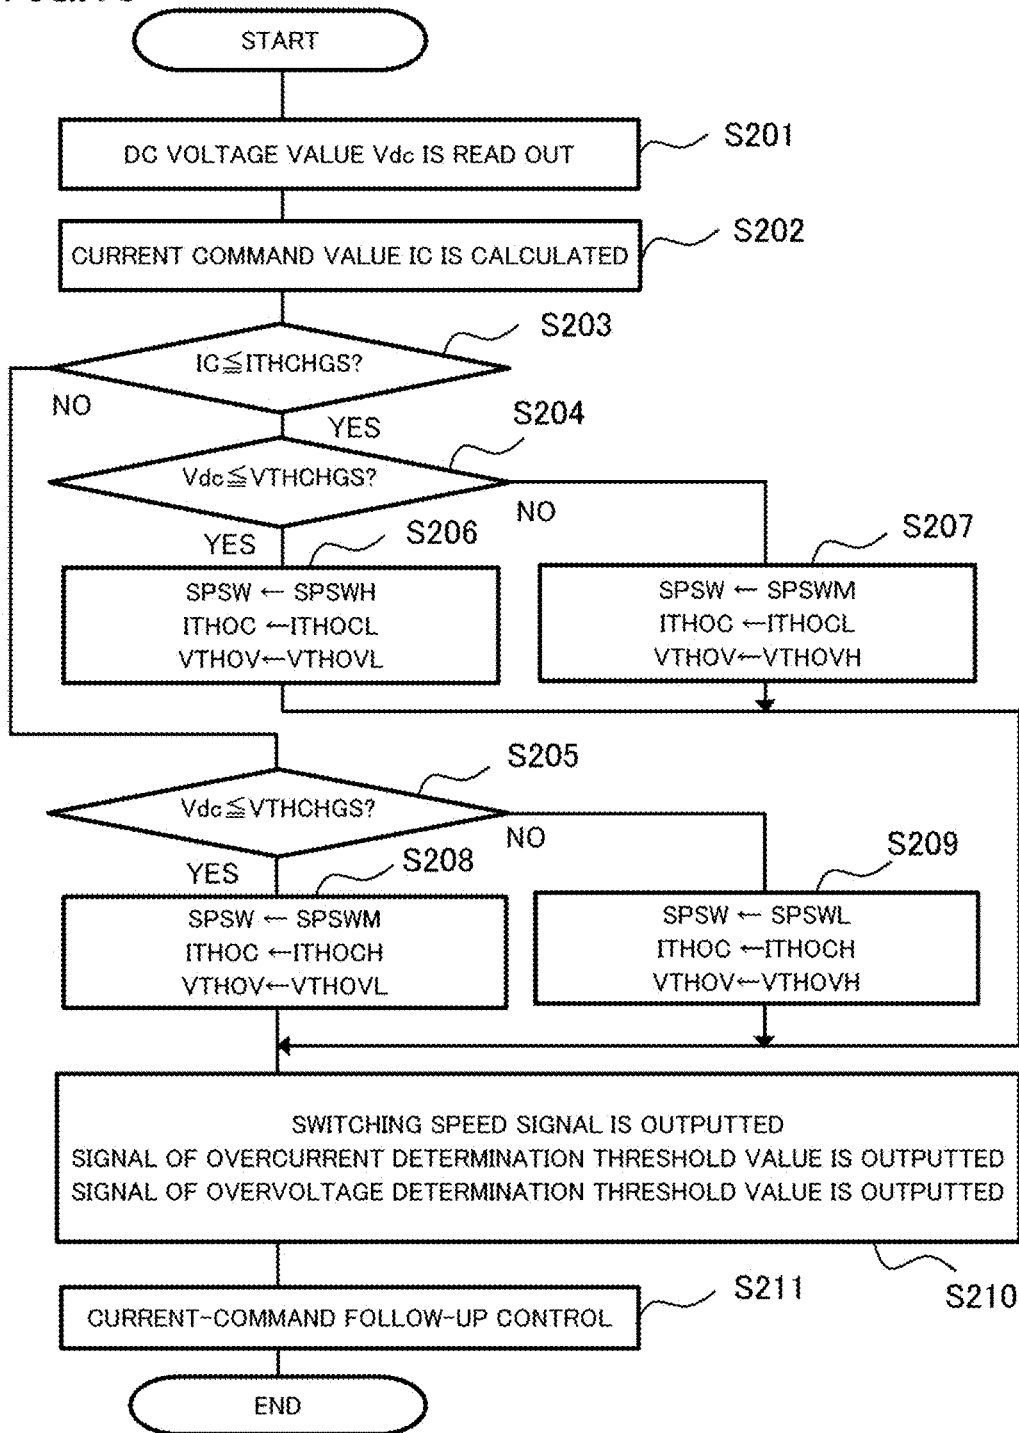 START
DC VOLTAGE VALUE Vdc IS READ OUT
S201
CURRENT COMMAND VALUE IC IS CALCULATED
S202
IC≦ITHCHGS?
S203
NO
YES
S204
Vdc≦VTHCHGS?
NO
YES
S206
S207
SPSW ← SPSWH
ITHOC ←ITHOCL
VTHOV←VTHOVL
SPSW ← SPSWM
ITHOC ←ITHOCL
VTHOV←VTHOVH
S205
Vdc≦VTHCHGS?
NO
YES
S208
S209
SPSW ← SPSWM
ITHOC ←ITHOCH
VTHOV←VTHOVL
SPSW ← SPSWL
ITHOC ←ITHOCH
VTHOV←VTHOVH
SWITCHING SPEED SIGNAL IS OUTPUTTED
SIGNAL OF OVERCURRENT DETERMINATION THRESHOLD VALUE IS OUTPUTTED
SIGNAL OF OVERVOLTAGE DETERMINATION THRESHOLD VALUE IS OUTPUTTED
S210
CURRENT-COMMAND FOLLOW-UP CONTROL
S211
END